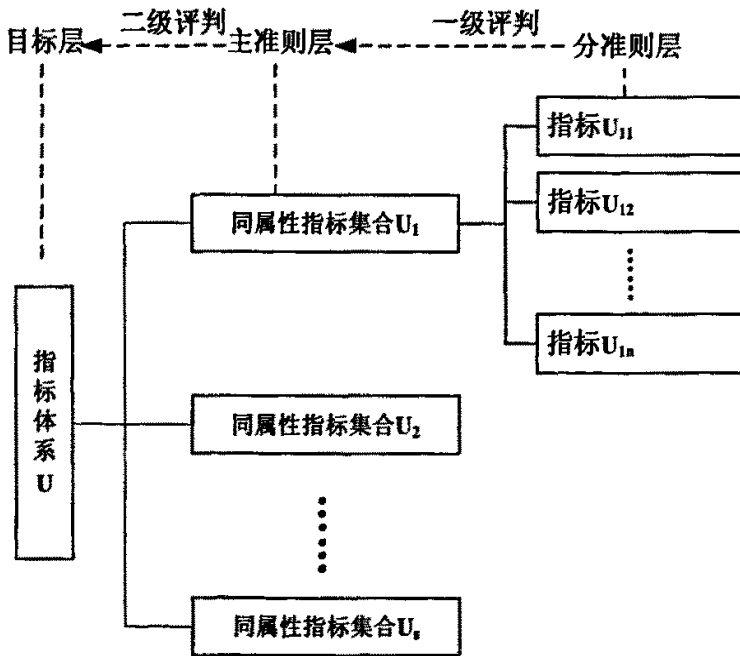 目标层 二级评判 主准则层 一级评判 分准则层
指标U₁₁
指标U₁₂
同属性指标集合U₁
指标U₁ₙ
指标体系U
同属性指标集合U₂
同属性指标集合Uₛ